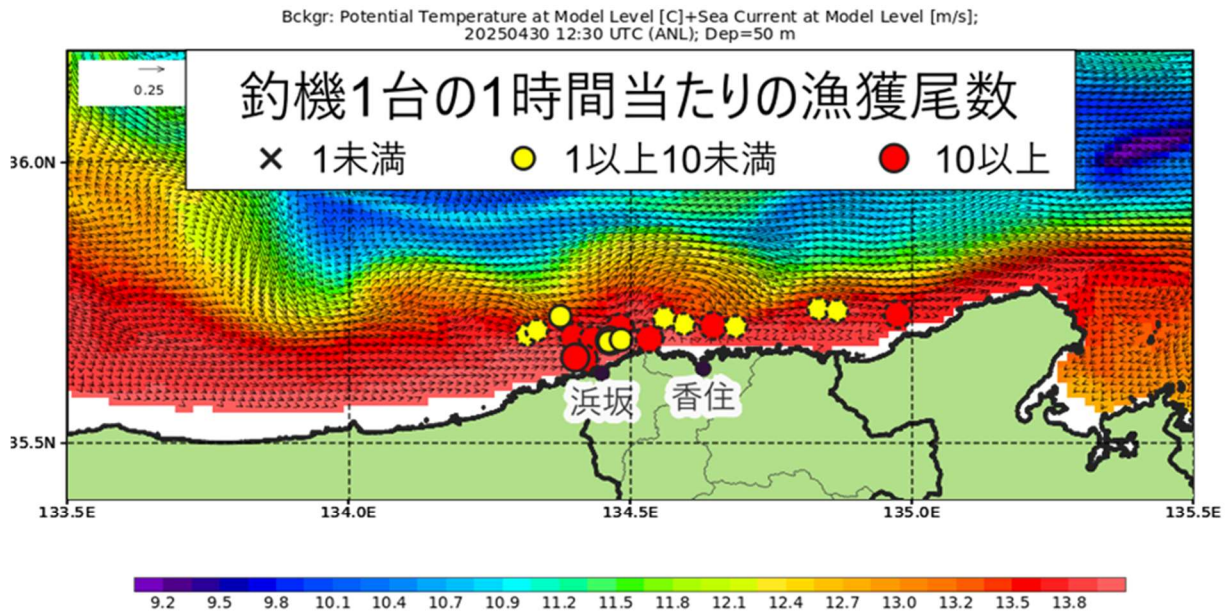 Bckgr: Potential Temperature at Model Level [C]+Sea Current at Model Level [m/s];
20250430 12:30 UTC (ANL); Dep=50 m
0.25
釣機1台の1時間当たりの漁獲尾数
1未満 1以上10未満 10以上
36.0N
浜坂 香住
35.5N
133.5E 134.0E 134.5E 135.0E 135.5E
9.2 9.5 9.8 10.1 10.4 10.7 10.9 11.2 11.5 11.8 12.1 12.4 12.7 13.0 13.2 13.5 13.8